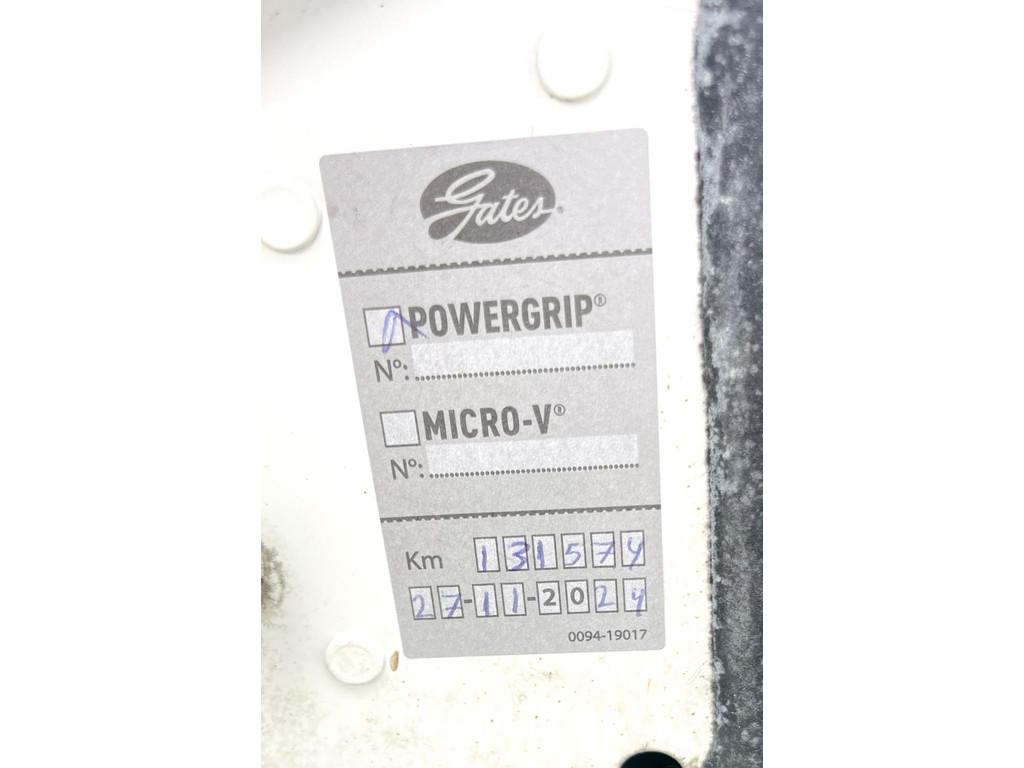 Gates®
POWERGRIP®
Nº:
MICRO-V®
Nº:
Km 131574
27-11-2024
0094-19017